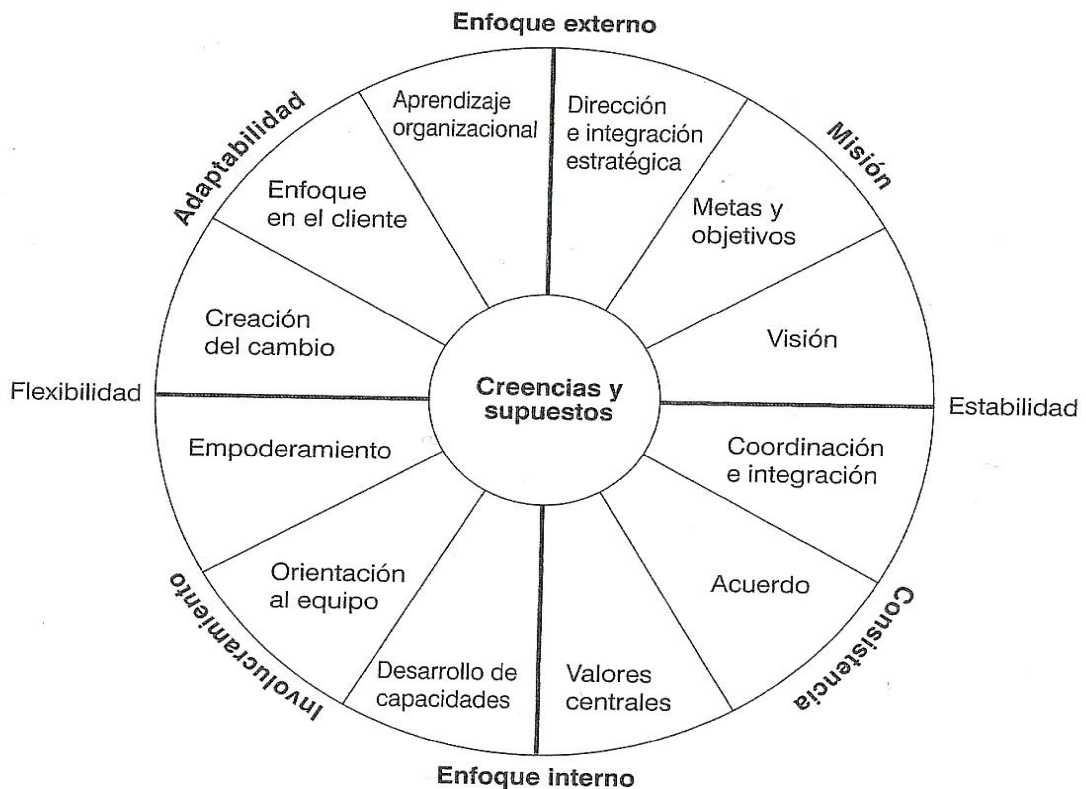 Enfoque externo
Adaptabilidad
Misión
Aprendizaje
organizacional
Dirección
e integración
estratégica
Enfoque
en el cliente
Metas y
objetivos
Creación
del cambio
Visión
Flexibilidad
Creencias y
supuestos
Estabilidad
Empoderamiento
Coordinación
e integración
Orientación
al equipo
Acuerdo
Desarrollo de
capacidades
Valores
centrales
Involucramiento
Consistencia
Enfoque interno